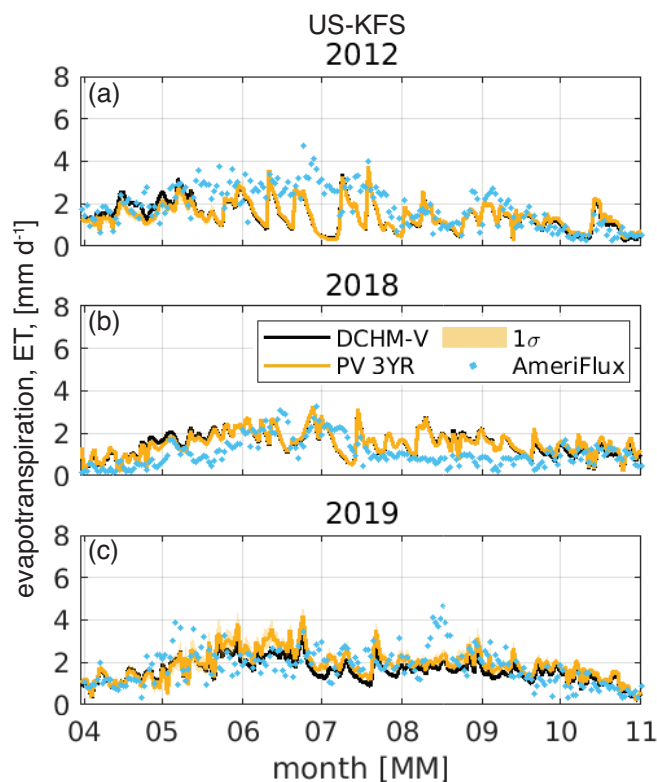 US-KFS
2012
(a)
8
6
4
2
0
2018
(b)
8
6
4
2
0
DCHM-V
1σ
PV 3YR
AmeriFlux
2019
(c)
8
6
4
2
0
04 05 06 07 08 09 10 11
month [MM]
evapotranspiration, ET, [mm d⁻¹]